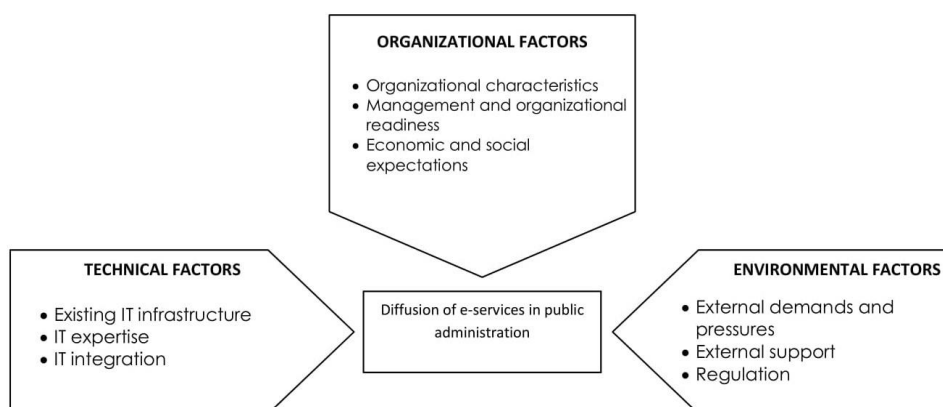 ORGANIZATIONAL FACTORS
• Organizational characteristics
• Management and organizational
readiness
• Economic and social
expectations
TECHNICAL FACTORS
• Existing IT infrastructure
• IT expertise
• IT integration
Diffusion of e-services in public
administration
ENVIRONMENTAL FACTORS
• External demands and
pressures
• External support
• Regulation